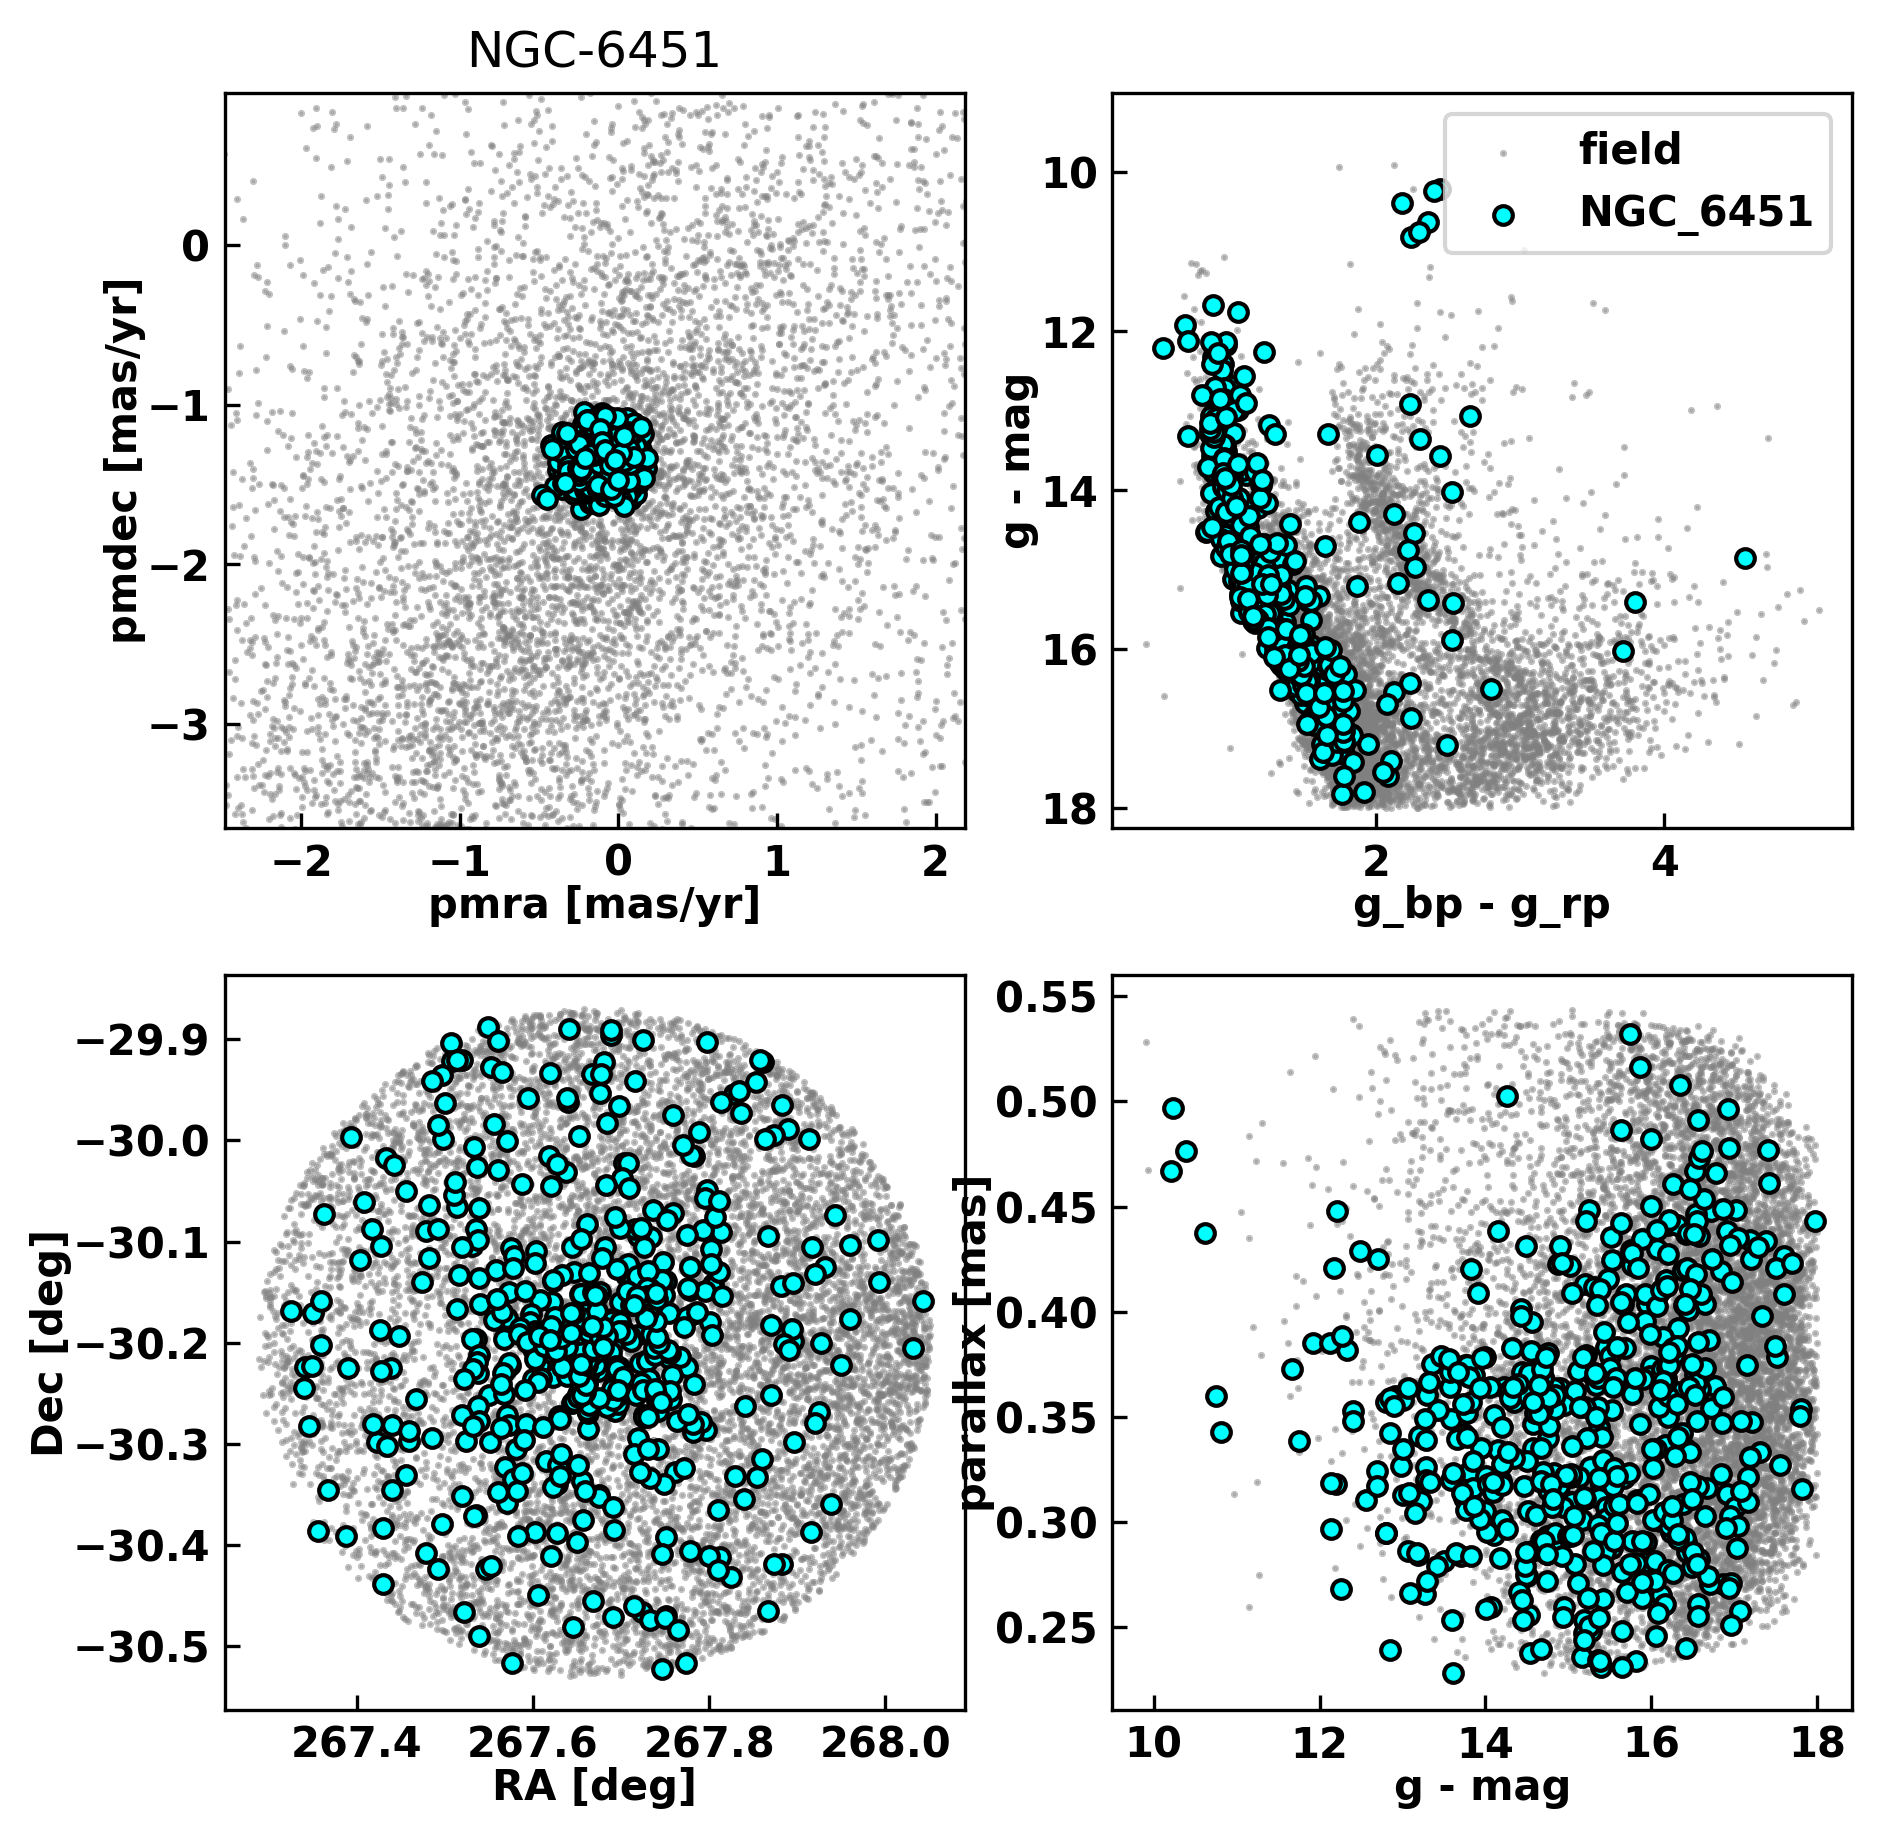 NGC-6451
0
−1
−2
−3
pmdec [mas/yr]
−2 −1 0 1 2
pmra [mas/yr]
field
NGC_6451
10
12
14
16
18
g - mag
2 4
g_bp - g_rp
−29.9
−30.0
−30.1
−30.2
−30.3
−30.4
−30.5
Dec [deg]
267.4 267.6 267.8 268.0
RA [deg]
0.55
0.50
0.45
0.40
0.35
0.30
0.25
parallax [mas]
10 12 14 16 18
g - mag